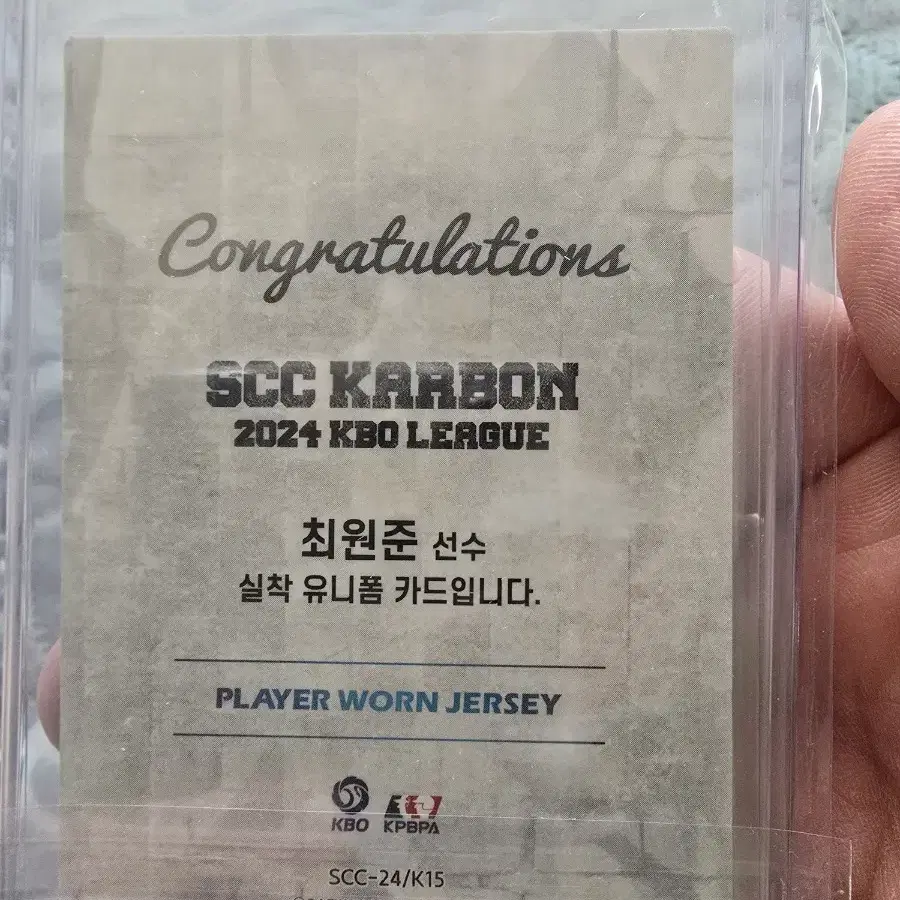 Congratulations
SCC KARBON
2024 KBO LEAGUE
최원준 선수
실착 유니폼 카드입니다.
PLAYER WORN JERSEY
KBO KPBPA
SCC-24/K15